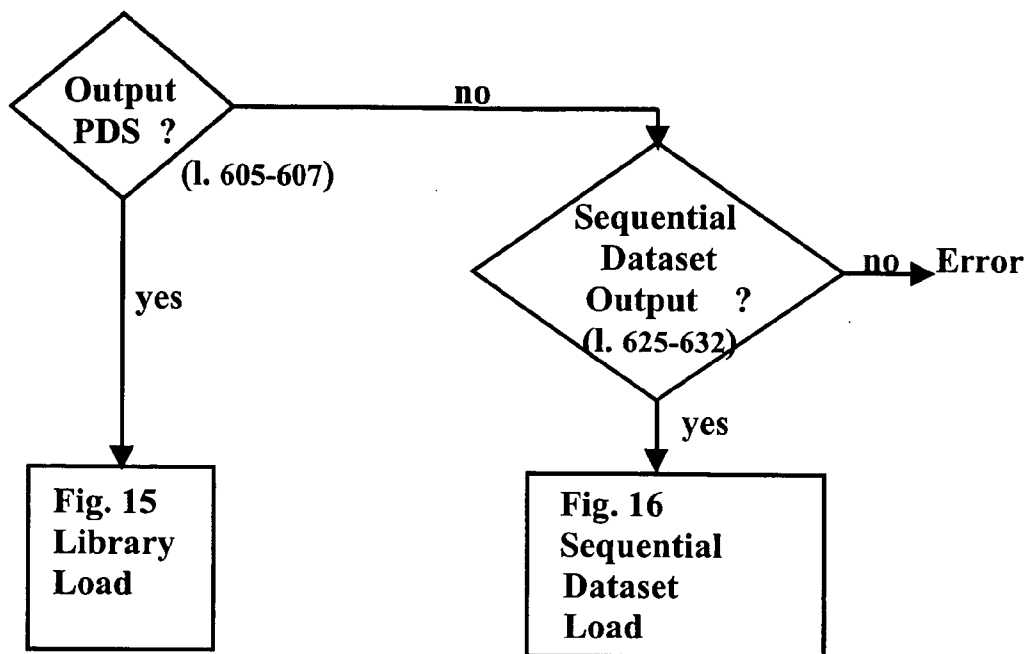 Output
PDS ?
(l. 605-607)
no
yes
Sequential
Dataset
Output ?
(l. 625-632)
no
Error
yes
Fig. 15
Library
Load
Fig. 16
Sequential
Dataset
Load